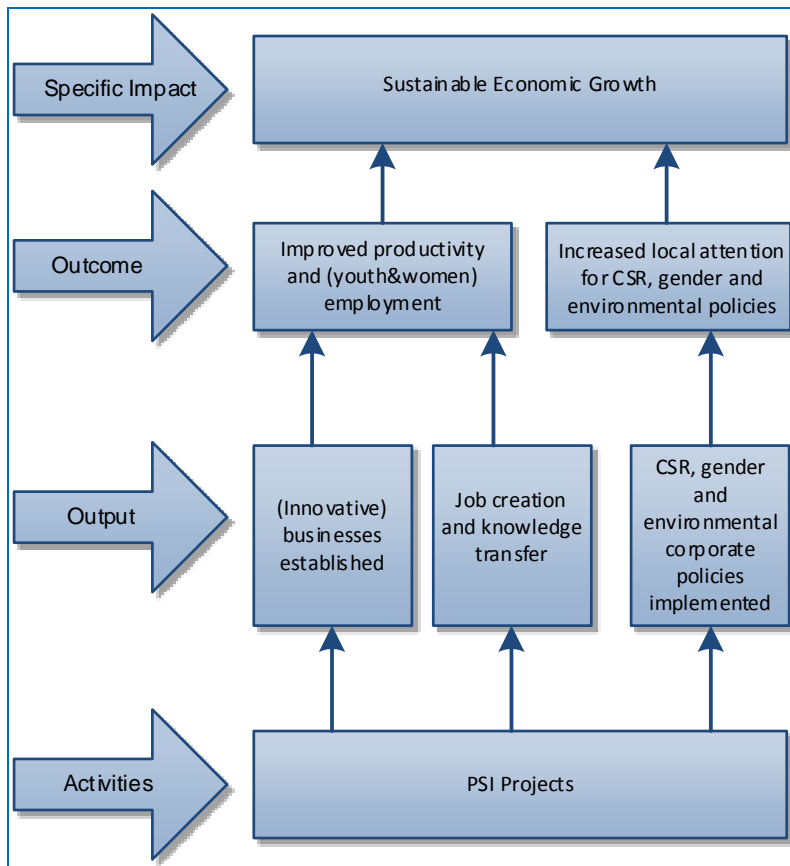 Specific Impact
Sustainable Economic Growth
Outcome
Improved productivity
and (youth&women)
employment
Increased local attention
for CSR, gender and
environmental policies
Output
(Innovative)
businesses
established
Job creation
and knowledge
transfer
CSR, gender
and
environmental
corporate
policies
implemented
Activities
PSI Projects